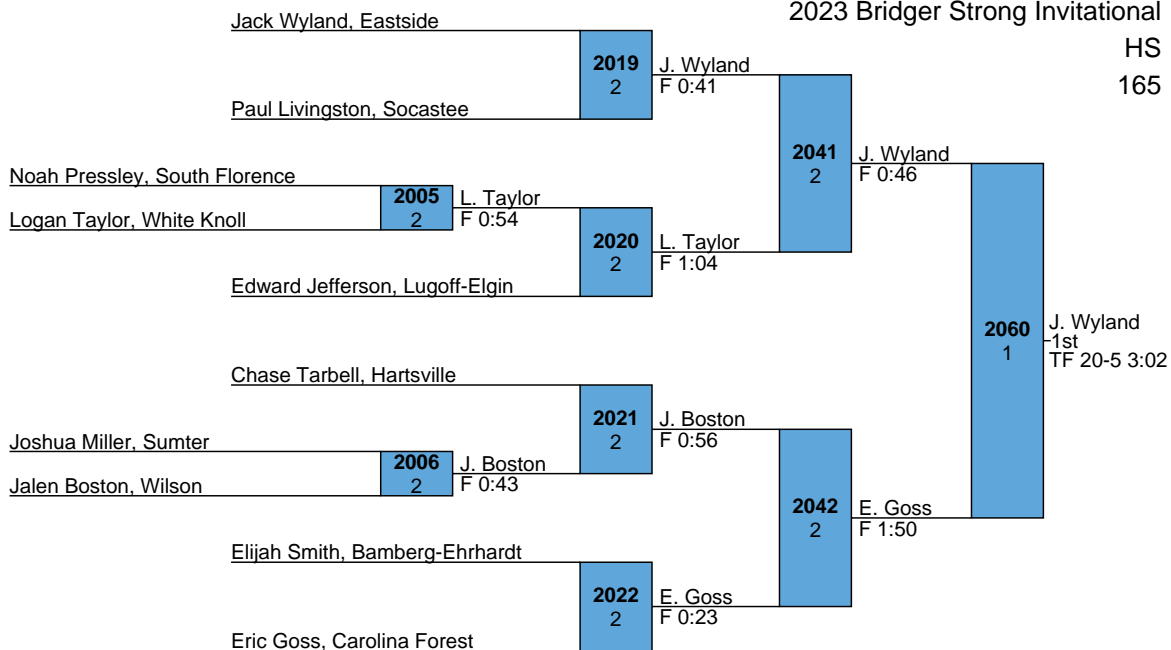 2023 Bridger Strong Invitational
HS
165
Jack Wyland, Eastside
2019
2
J. Wyland
F 0:41
Paul Livingston, Socastee
2041
2
J. Wyland
F 0:46
Noah Pressley, South Florence
2005
2
L. Taylor
F 0:54
Logan Taylor, White Knoll
2020
2
L. Taylor
F 1:04
Edward Jefferson, Lugoff-Elgin
2060
1
J. Wyland
1st
TF 20-5 3:02
Chase Tarbell, Hartsville
2021
2
J. Boston
F 0:56
Joshua Miller, Sumter
2006
2
J. Boston
F 0:43
Jalen Boston, Wilson
2042
2
E. Goss
F 1:50
Elijah Smith, Bamberg-Ehrhardt
2022
2
E. Goss
F 0:23
Eric Goss, Carolina Forest